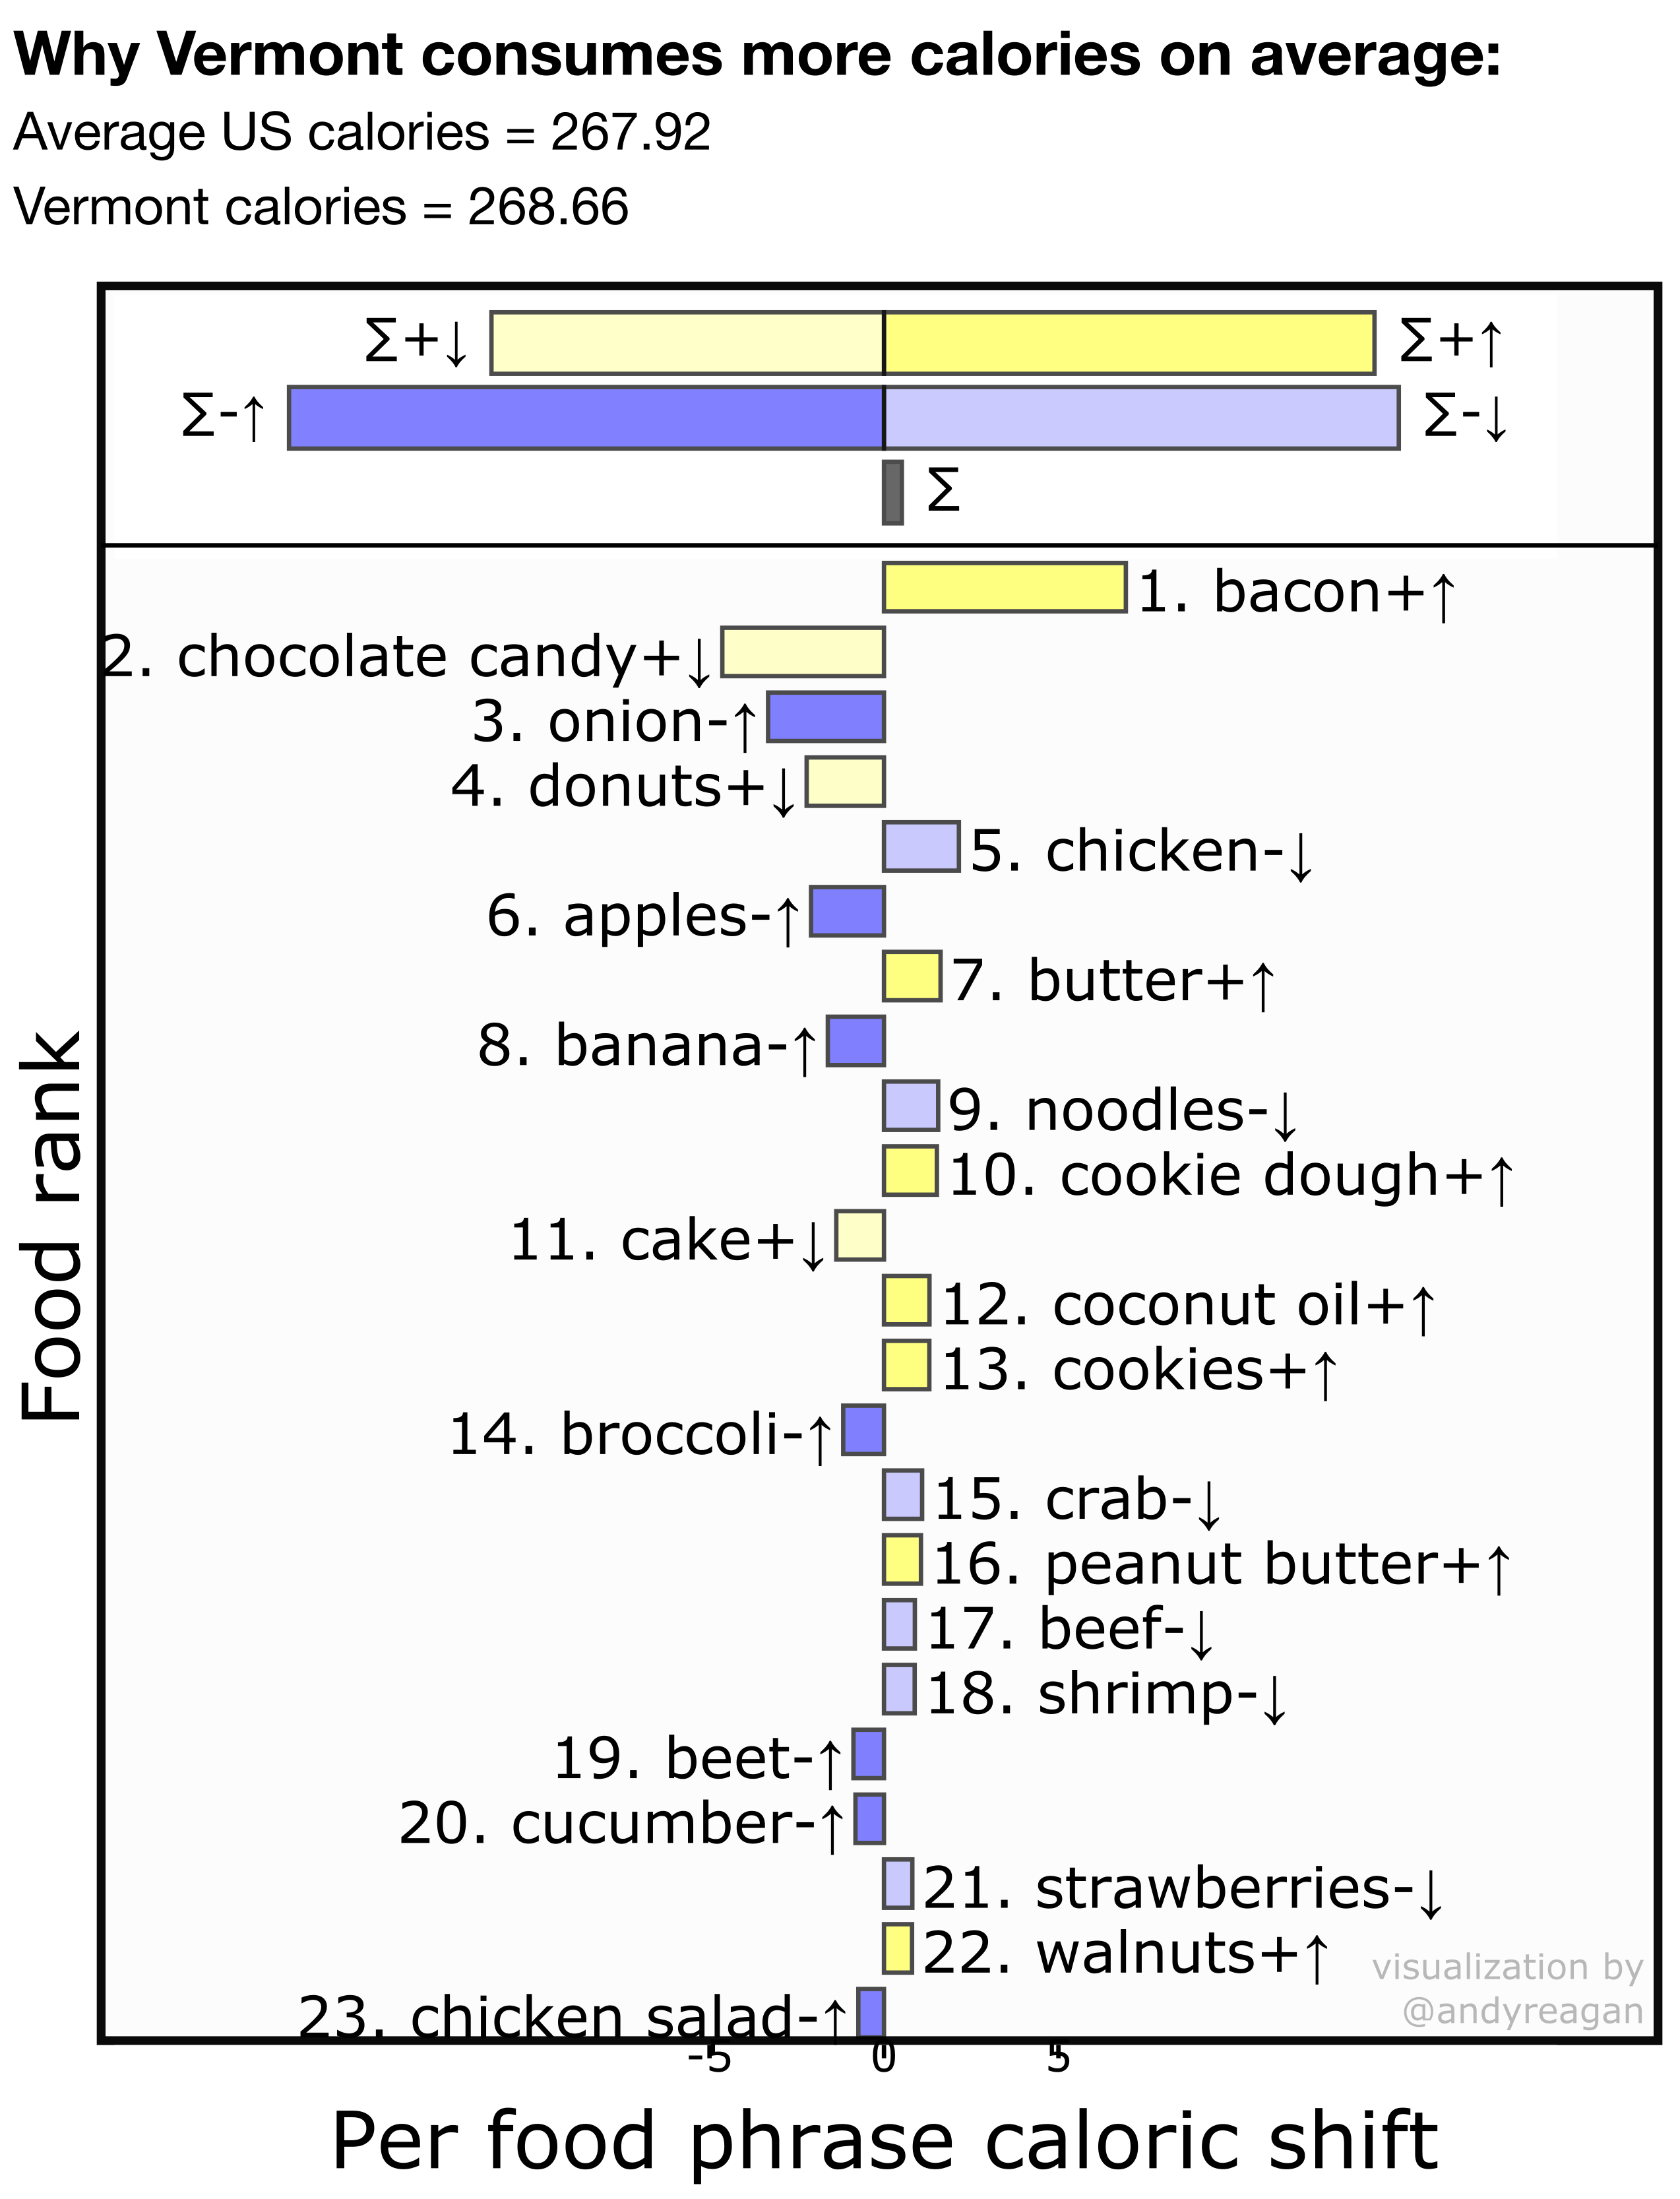 Why Vermont consumes more calories on average:
Average US calories = 267.92
Vermont calories = 268.66
∑+↓
∑+↑
∑-↑
∑-↓
∑
1. bacon+↑
2. chocolate candy+↓
3. onion-↑
4. donuts+↓
5. chicken-↓
6. apples-↑
7. butter+↑
8. banana-↑
9. noodles-↓
10. cookie dough+↑
11. cake+↓
12. coconut oil+↑
13. cookies+↑
14. broccoli-↑
15. crab-↓
16. peanut butter+↑
17. beef-↓
18. shrimp-↓
19. beet-↑
20. cucumber-↑
21. strawberries-↓
22. walnuts+↑
23. chicken salad-↑
visualization by
@andyreagan
Food rank
-5 0 5
Per food phrase caloric shift